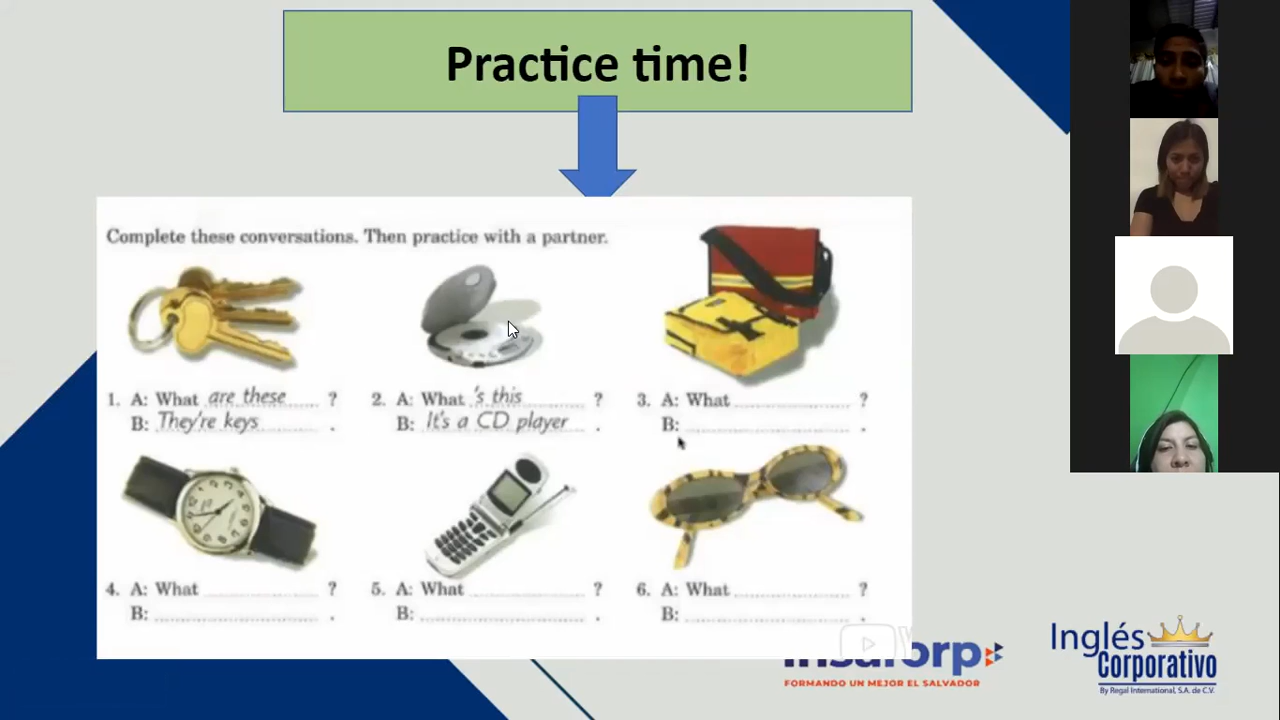 Practice time!
Complete these conversations. Then practice with a partner.
1. A: What are these ?
B: They're keys .
2. A: What 's this ?
B: It's a CD player .
3. A: What ?
B: .
4. A: What ?
B: .
5. A: What ?
B: .
6. A: What ?
B: .
FORMANDO UN MEJOR EL SALVADOR
Inglés
Corporativo
By Regal International, S.A. de C.V.